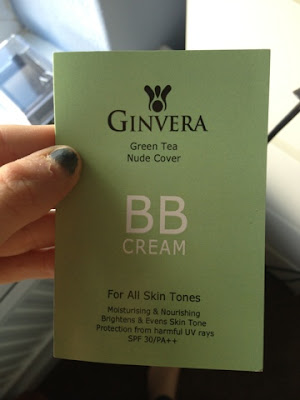 GINVERA
Green Tea
Nude Cover
BB
CREAM
For All Skin Tones
Moisturising & Nourishing
Brightens & Evens Skin Tone
Protection from harmful UV rays
SPF 30/PA++